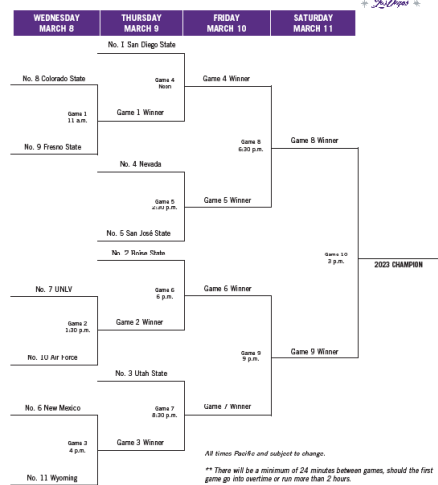 Las Vegas
WEDNESDAY
MARCH 8
THURSDAY
MARCH 9
FRIDAY
MARCH 10
SATURDAY
MARCH 11
No. 1 San Diego State
No. 8 Colorado State
Game 4
Noon
Game 4 Winner
Game 1
11 a.m.
Game 1 Winner
No. 9 Fresno State
Game 8
6:30 p.m.
Game 8 Winner
No. 4 Nevada
Game 5
2:30 p.m.
Game 5 Winner
No. 5 San José State
No. 2 Boise State
Game 10
3 p.m.
2023 CHAMPION
No. 7 UNLV
Game 6
6 p.m.
Game 6 Winner
Game 2
1:30 p.m.
Game 2 Winner
No. 10 Air Force
Game 9
9 p.m.
Game 9 Winner
No. 3 Utah State
No. 6 New Mexico
Game 7
8:30 p.m.
Game 7 Winner
Game 3
4 p.m.
Game 3 Winner
No. 11 Wyoming
All times Pacific and subject to change.
** There will be a minimum of 24 minutes between games, should the first
game go into overtime or run more than 2 hours.